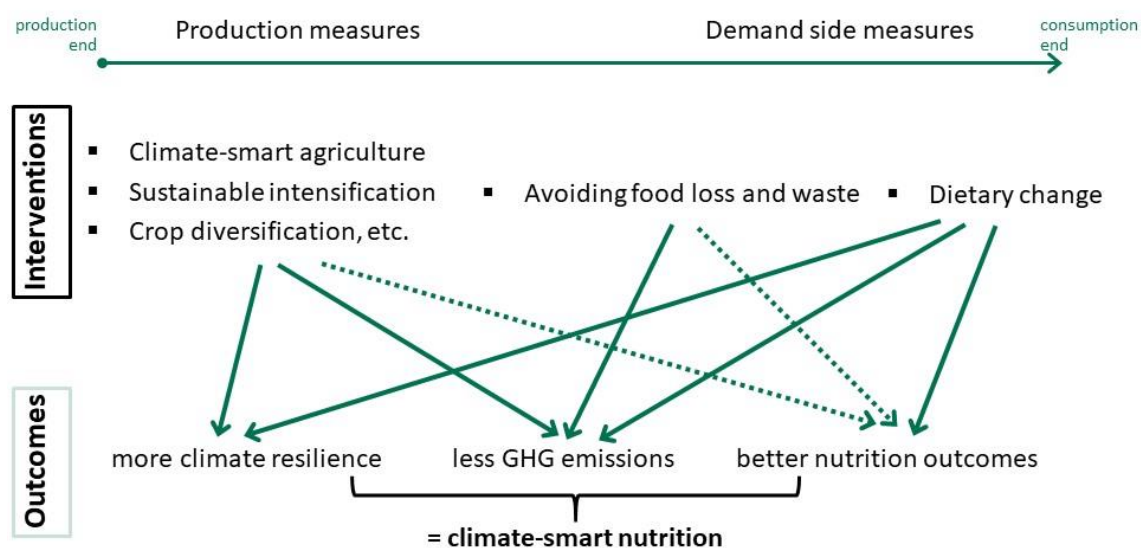 production
end
Production measures
Demand side measures
consumption
end
Interventions
▪ Climate-smart agriculture
▪ Sustainable intensification
▪ Crop diversification, etc.
▪ Avoiding food loss and waste
▪ Dietary change
Outcomes
more climate resilience
less GHG emissions
better nutrition outcomes
= climate-smart nutrition